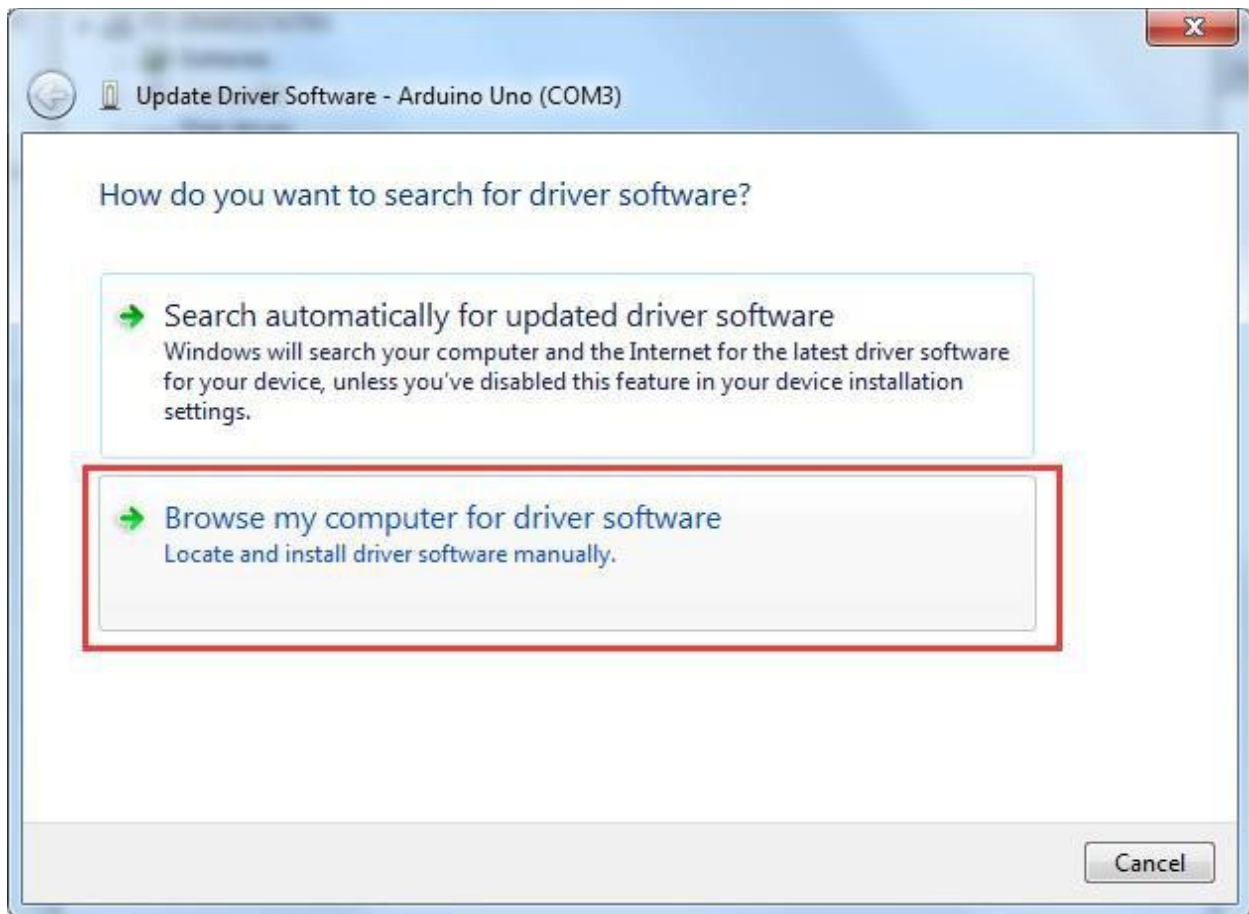 Update Driver Software - Arduino Uno (COM3)
How do you want to search for driver software?
Search automatically for updated driver software
Windows will search your computer and the Internet for the latest driver software
for your device, unless you've disabled this feature in your device installation
settings.
Browse my computer for driver software
Locate and install driver software manually.
Cancel